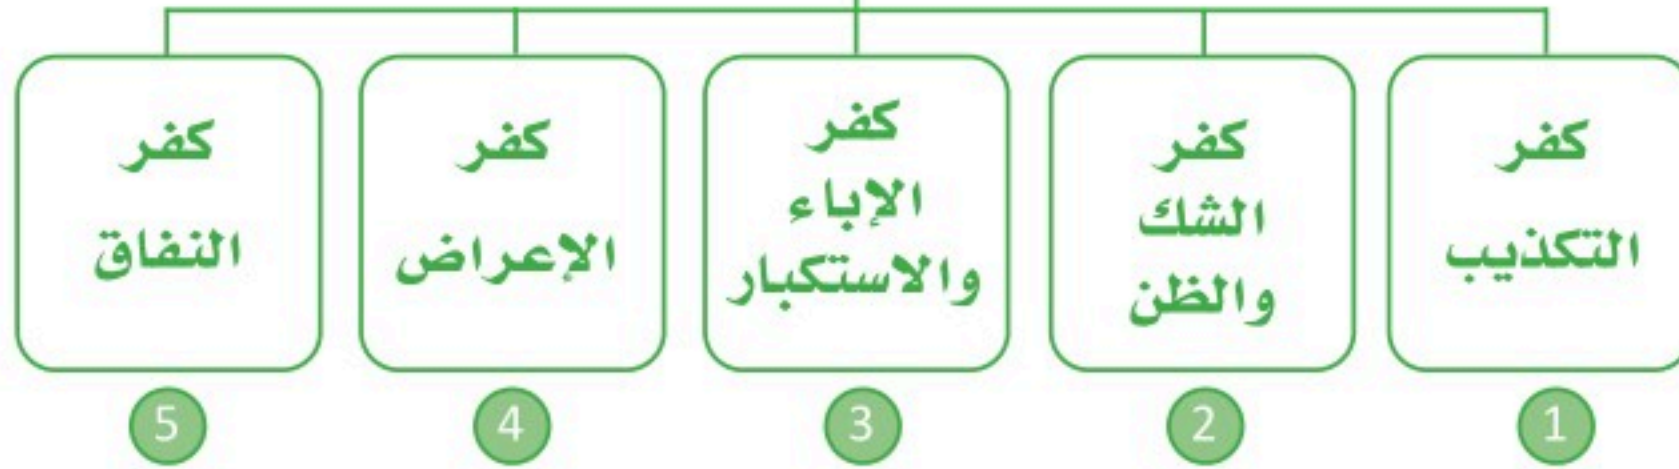 كفر
التكذيب
1
كفر
الشك
والظن
2
كفر
الإباء
والاستكبار
3
كفر
الإعراض
4
كفر
النفاق
5